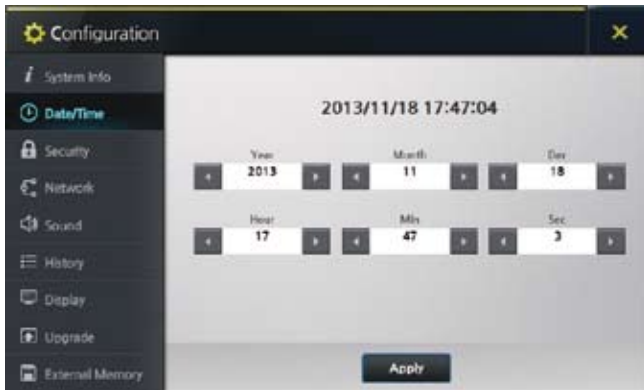 Configuration
System Info
Date/Time
Security
Network
Sound
History
Display
Upgrade
External Memory
2013/11/18 17:47:04
Year Month Day
2013 11 18
Hour Min Sec
17 47 3
Apply